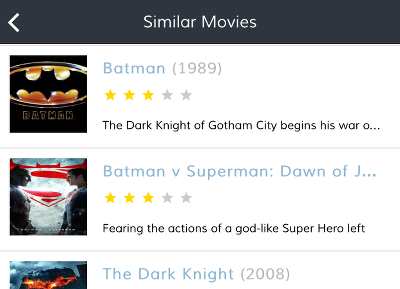 Similar Movies
Batman (1989)
BATMAN
The Dark Knight of Gotham City begins his war o...
Batman v Superman: Dawn of J...
Fearing the actions of a god-like Super Hero left
The Dark Knight (2008)